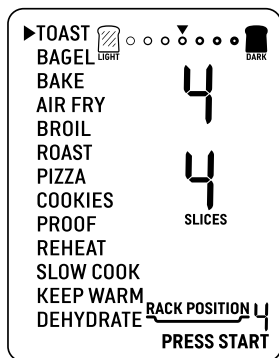 ▶TOAST
LIGHT DARK
BAGEL
4
BAKE
AIR FRY
BROIL
ROAST
4
PIZZA
COOKIES
SLICES
PROOF
REHEAT
SLOW COOK
KEEP WARM
RACK POSITION 4
DEHYDRATE
PRESS START